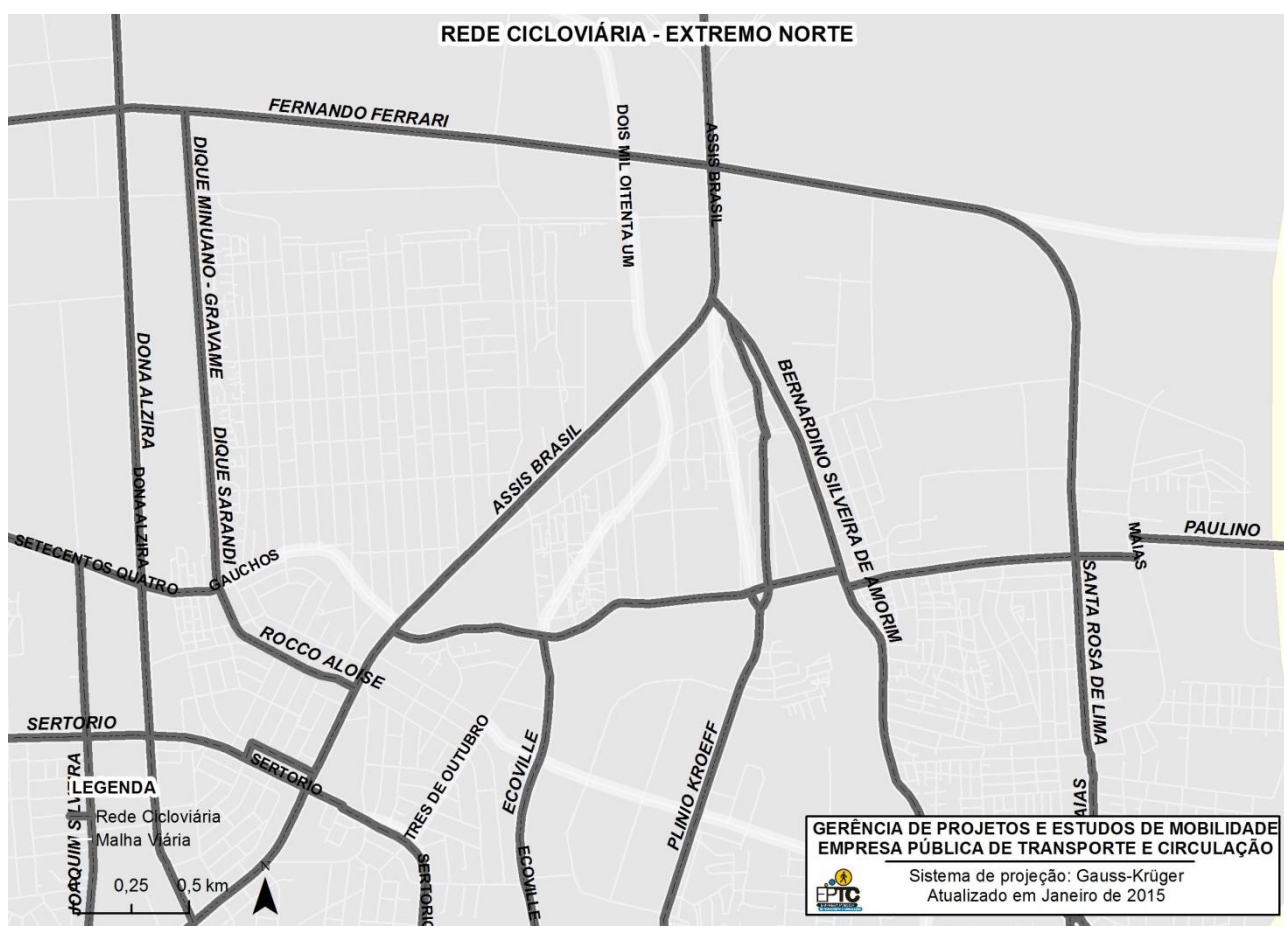 REDE CICLOVIÁRIA - EXTREMO NORTE
FERNANDO FERRARI
DOIS MIL OITENTA UM
ASSIS BRASIL
DIQUE MINUANO - GRAVAME
DONA ALZIRA
BERNARDINO SILVEIRA DE AMORIM
ASSIS BRASIL
DIQUE SARANDI
DONA ALZIRA
SETECENTOS QUATRO
GAUCHOS
MAIAS
PAULINO
SANTA ROSA DE LIMA
ROCCO ALOISE
SERTORIO
SERTORIO
TRES DE OUTUBRO
ECOVILLE
PLINIO KROEFF
JOAQUIM SILVEIRA
SERTORIO
ECOVILLE
LEGENDA
Rede Cicloviária
Malha Viária
0,25 0,5 km
N
GERÊNCIA DE PROJETOS E ESTUDOS DE MOBILIDADE
EMPRESA PÚBLICA DE TRANSPORTE E CIRCULAÇÃO
Sistema de projeção: Gauss-Krüger
Atualizado em Janeiro de 2015
EPTC